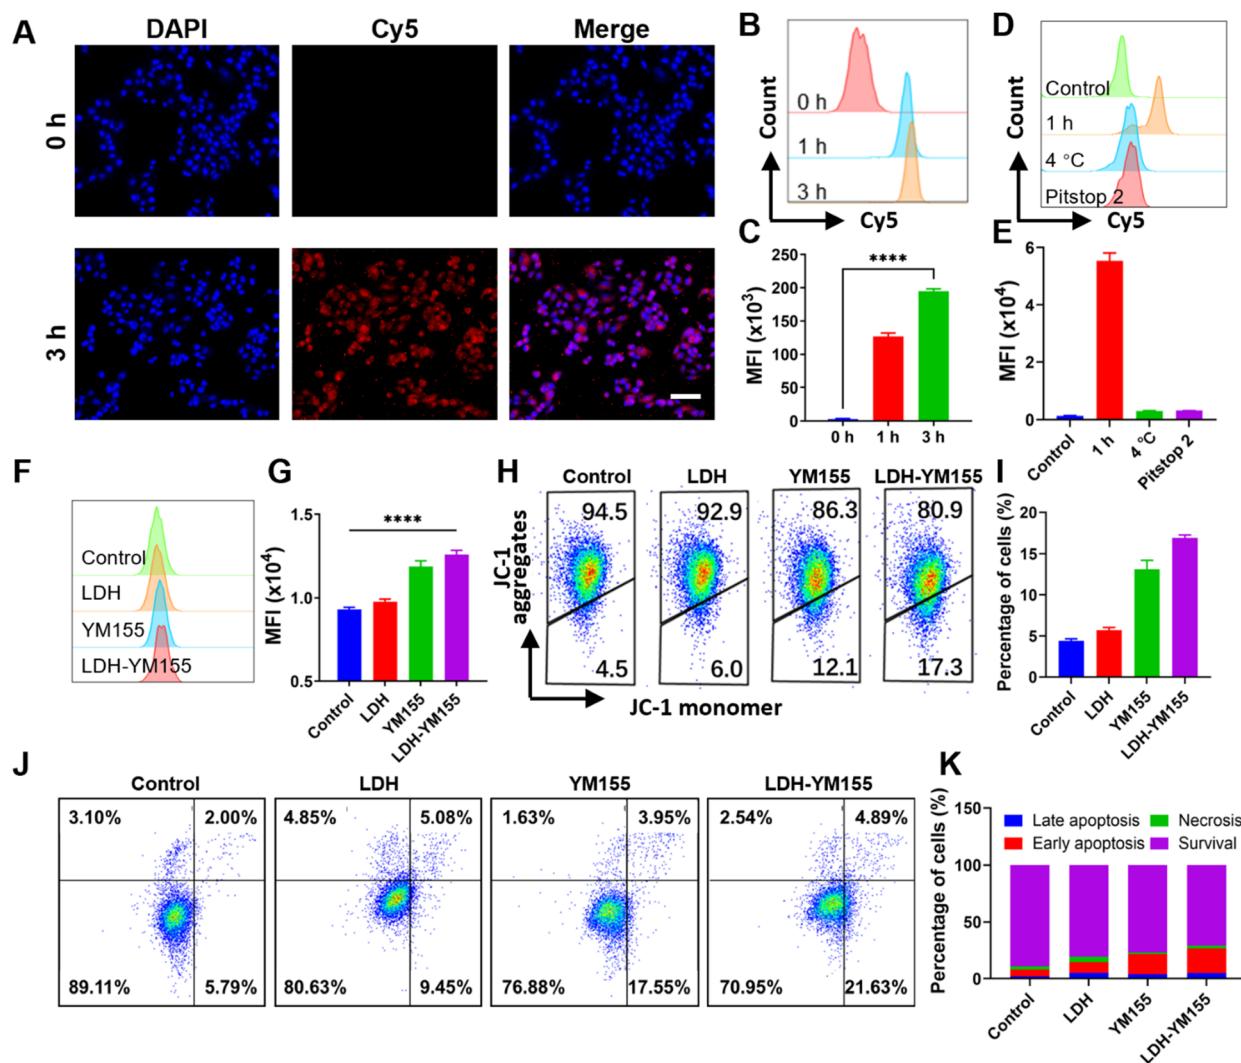 A
DAPI
Cy5
Merge
0 h
3 h
B
Count
0 h
1 h
3 h
Cy5
D
Count
Control
1 h
4 °C
Pitstop 2
Cy5
C
MFI (x10³)
250
200
150
100
50
0
****
0 h
1 h
3 h
E
MFI (x10⁴)
6
4
2
0
Control
1 h
4 ℃
Pitstop 2
F
Control
LDH
YM155
LDH-YM155
G
MFI (x10⁴)
1.5
1.0
0.5
****
Control
LDH
YM155
LDH-YM155
H
Control
LDH
YM155
LDH-YM155
94.5
92.9
86.3
80.9
JC-1
aggregates
4.5
6.0
12.1
17.3
JC-1 monomer
I
Percentage of cells (%)
20
15
10
5
0
Control
LDH
YM155
LDH-YM155
J
Control
LDH
YM155
LDH-YM155
3.10%
2.00%
4.85%
5.08%
1.63%
3.95%
2.54%
4.89%
89.11%
5.79%
80.63%
9.45%
76.88%
17.55%
70.95%
21.63%
K
Percentage of cells (%)
150
100
50
0
Late apoptosis
Necrosis
Early apoptosis
Survival
Control
LDH
YM155
LDH-YM155